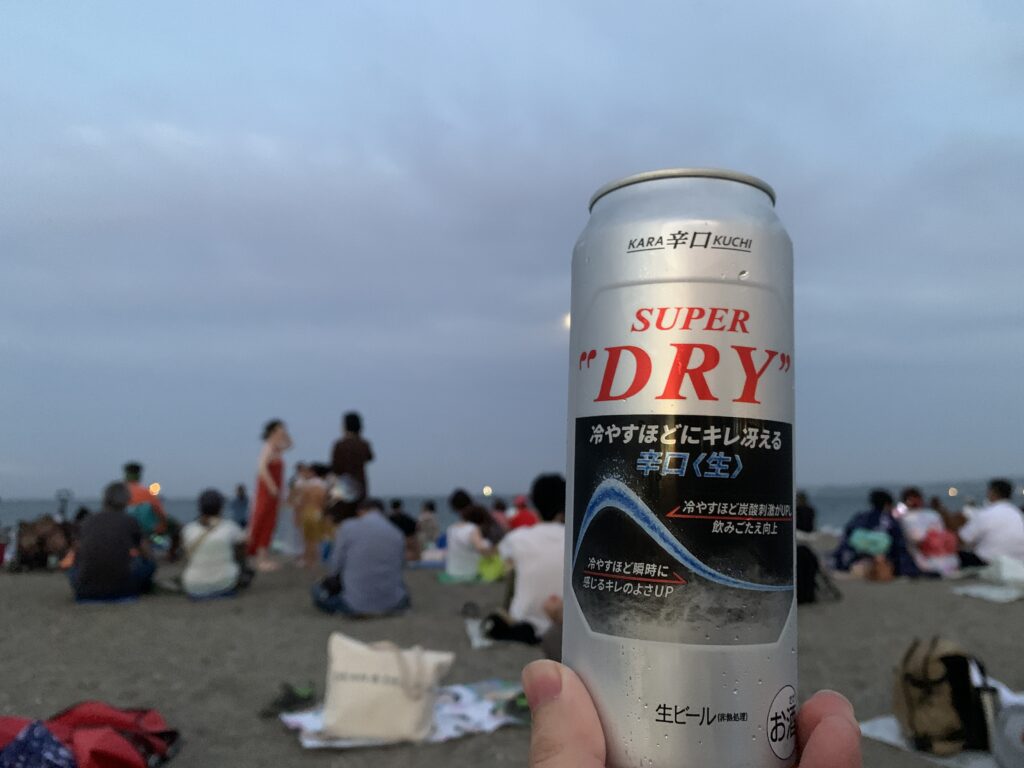 KARA 辛口 KUCHI
SUPER
“DRY”
冷やすほどにキレ冴える
辛口〈生〉
冷やすほど炭酸刺激がUP!
飲みごたえ向上
冷やすほど瞬時に
感じるキレのよさUP
生ビール(非熱処理)
お酒